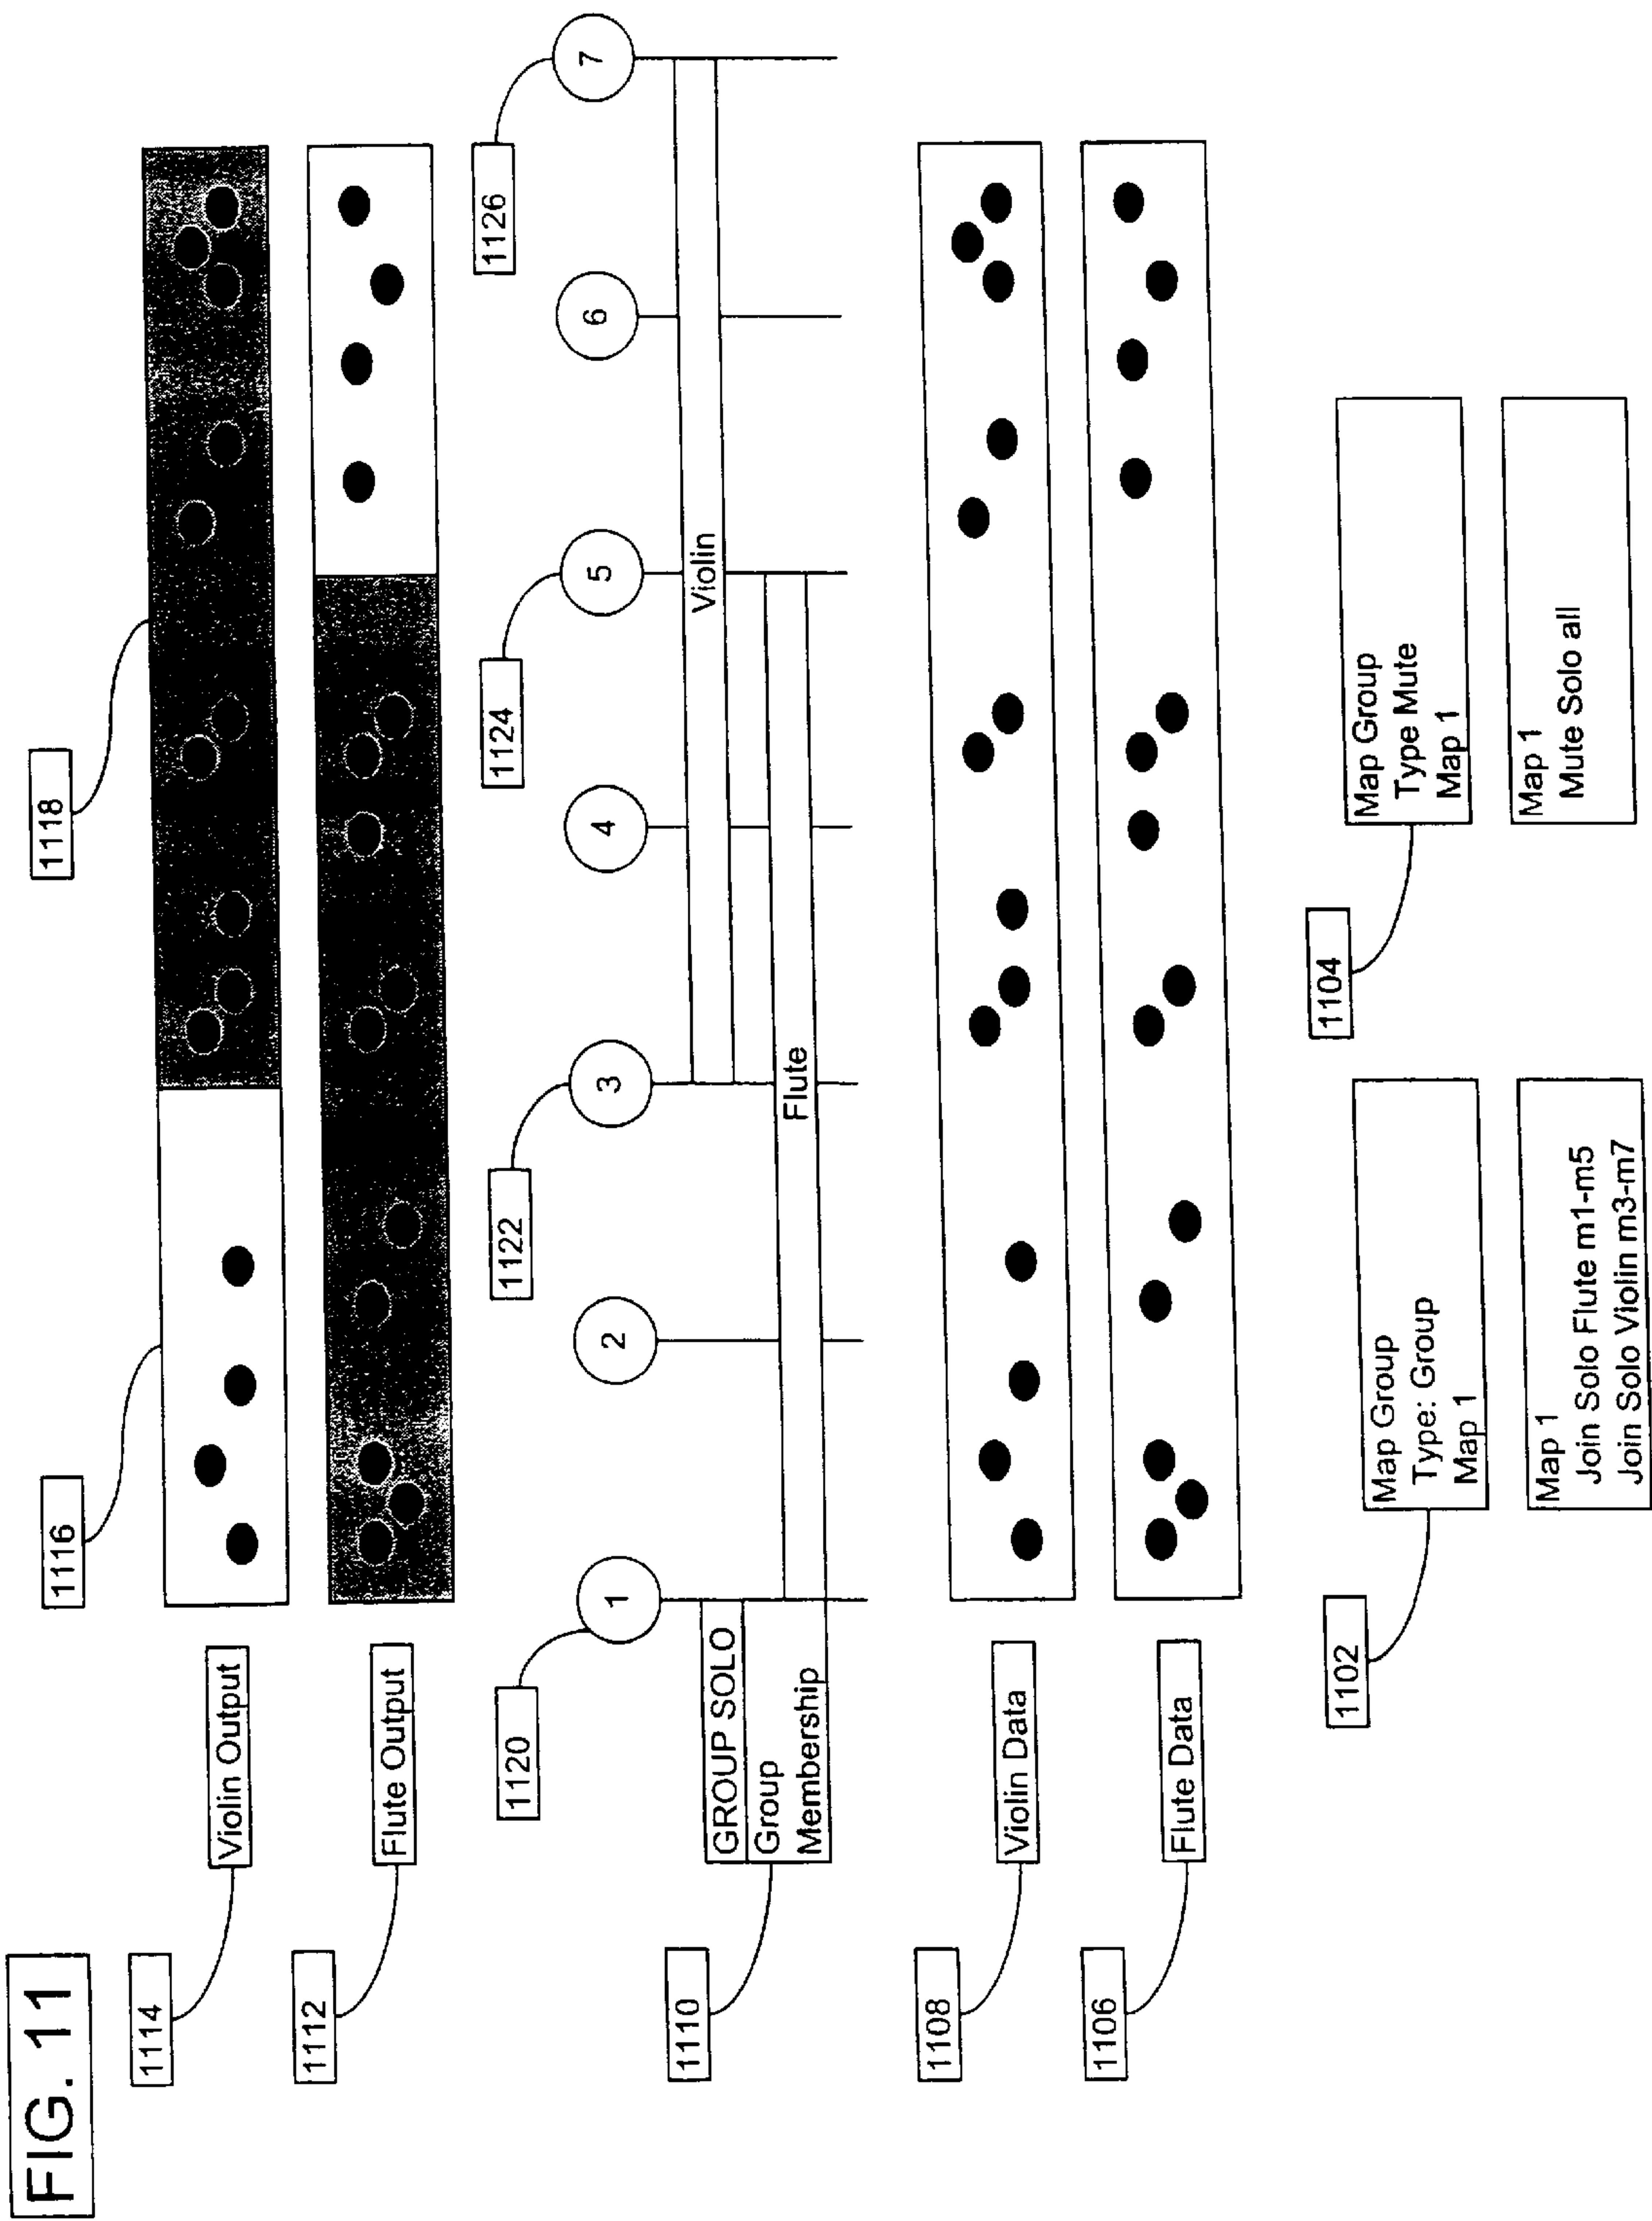 FIG. 11
1114
Violin Output
1116
1118
1112
Flute Output
1120
1122
1124
1126
1
2
3
4
5
6
7
1110
GROUP SOLO
Group
Membership
Violin
Flute
1108
Violin Data
1106
Flute Data
1102
Map Group
Type: Group
Map 1
Map 1
Join Solo Flute m1-m5
Join Solo Violin m3-m7
1104
Map Group
Type Mute
Map 1
Map 1
Mute Solo all